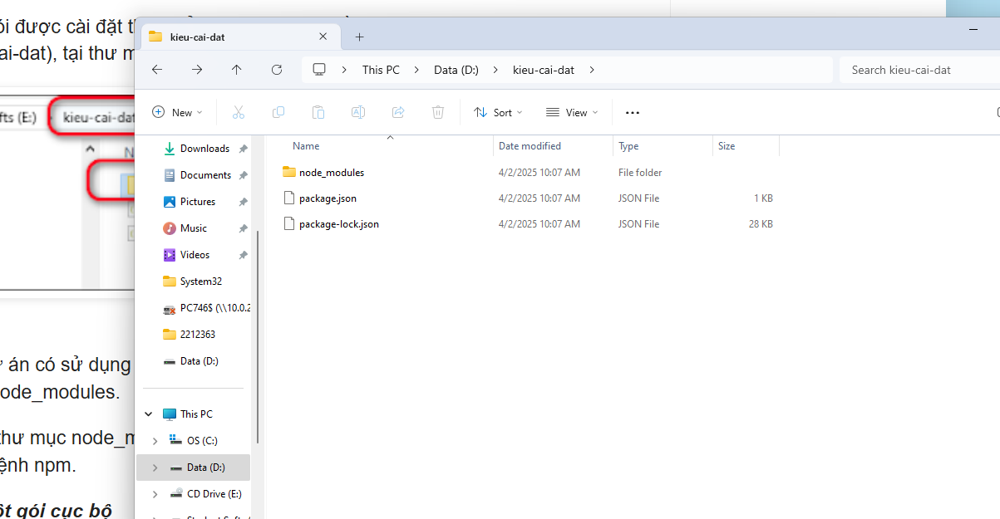 ói được cài đặt
ai-dat), tại thư m
fts (E:)
kieu-cai-dat
N
ự án có sử dụng
ode_modules.
thư mục node_m
ệnh npm.
ột gói cục bộ
kieu-cai-dat
This PC
Data (D:)
kieu-cai-dat
Search kieu-cai-dat
New
Sort
View
Downloads
Documents
Pictures
Music
Videos
System32
PC746$ (\\10.0.2
2212363
Data (D:)
This PC
OS (C:)
Data (D:)
CD Drive (E:)
Name Date modified Type Size
node_modules 4/2/2025 10:07 AM File folder
package.json 4/2/2025 10:07 AM JSON File 1 KB
package-lock.json 4/2/2025 10:07 AM JSON File 28 KB